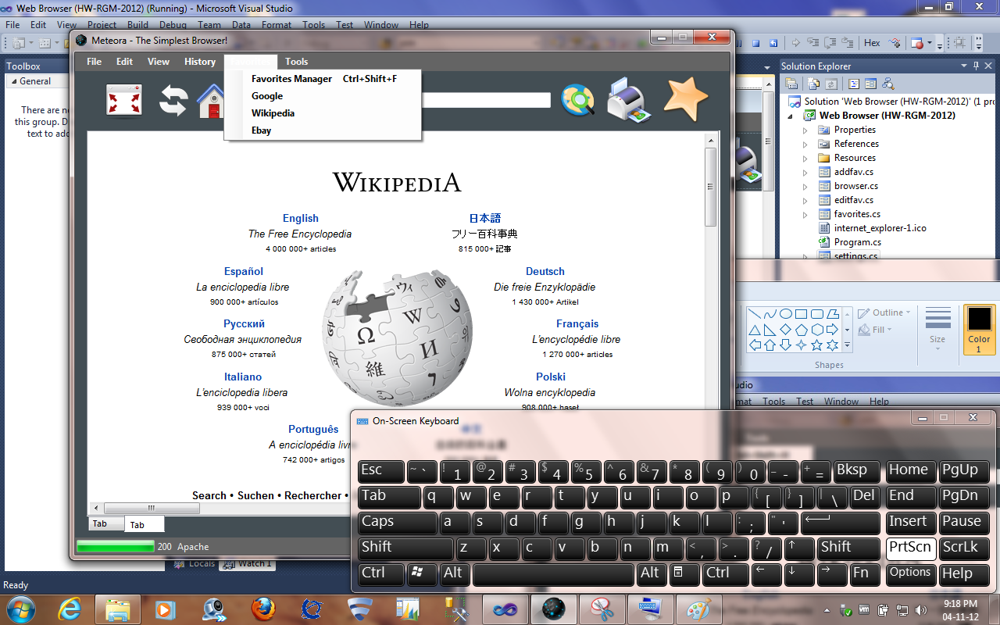 Web Browser (HW-RGM-2012) (Running) - Microsoft Visual Studio
File Edit View Project Build Debug Team Data Format Tools Test Window Help
Hex
Toolbox
General
There are no
this group. D
text to add
Meteora - The Simplest Browser!
File Edit View History Favorites Tools
Favorites Manager Ctrl+Shift+F
Google
Wikipedia
Ebay
WIKIPEDIA
English
The Free Encyclopedia
4 000 000+ articles
日本語
フリー百科事典
815 000+ 記事
Español
La enciclopedia libre
900 000+ artículos
Deutsch
Die freie Enzyklopädie
1 430 000+ Artikel
Русский
Свободная энциклопедия
875 000+ статей
Français
L'encyclopédie libre
1 270 000+ articles
Italiano
L'enciclopedia libera
939 000+ voci
Polski
Wolna encyklopedia
908 000+ haseł
Português
A enciclopédia livre
742 000+ artigos
Ω W И 維 ウィ
Search • Suchen • Rechercher •
Tab Tab
200 Apache
Locals Watch 1
Ready
Solution Explorer
Solution 'Web Browser (HW-RGM-2012)' (1 pro
Web Browser (HW-RGM-2012)
Properties
References
Resources
addfav.cs
browser.cs
editfav.cs
favorites.cs
internet_explorer-1.ico
Program.cs
settings.cs
Outline
Fill
Shapes
Size
Color
1
udio
mat Tools Test Window Help
On-Screen Keyboard
Esc ~ ` ! 1 @ 2 # 3 $ 4 % 5 ^ 6 & 7 * 8 ( 9 ) 0 _ - + = Bksp Home PgUp
Tab q w e r t y u i o p { [ } ] | \ Del End PgDn
Caps a s d f g h j k l : ; " ' Insert Pause
Shift z x c v b n m < , > . ? / ↑ Shift PrtScn ScrLk
Ctrl Alt Alt Ctrl ← ↓ → Fn Options Help
9:18 PM
04-11-12